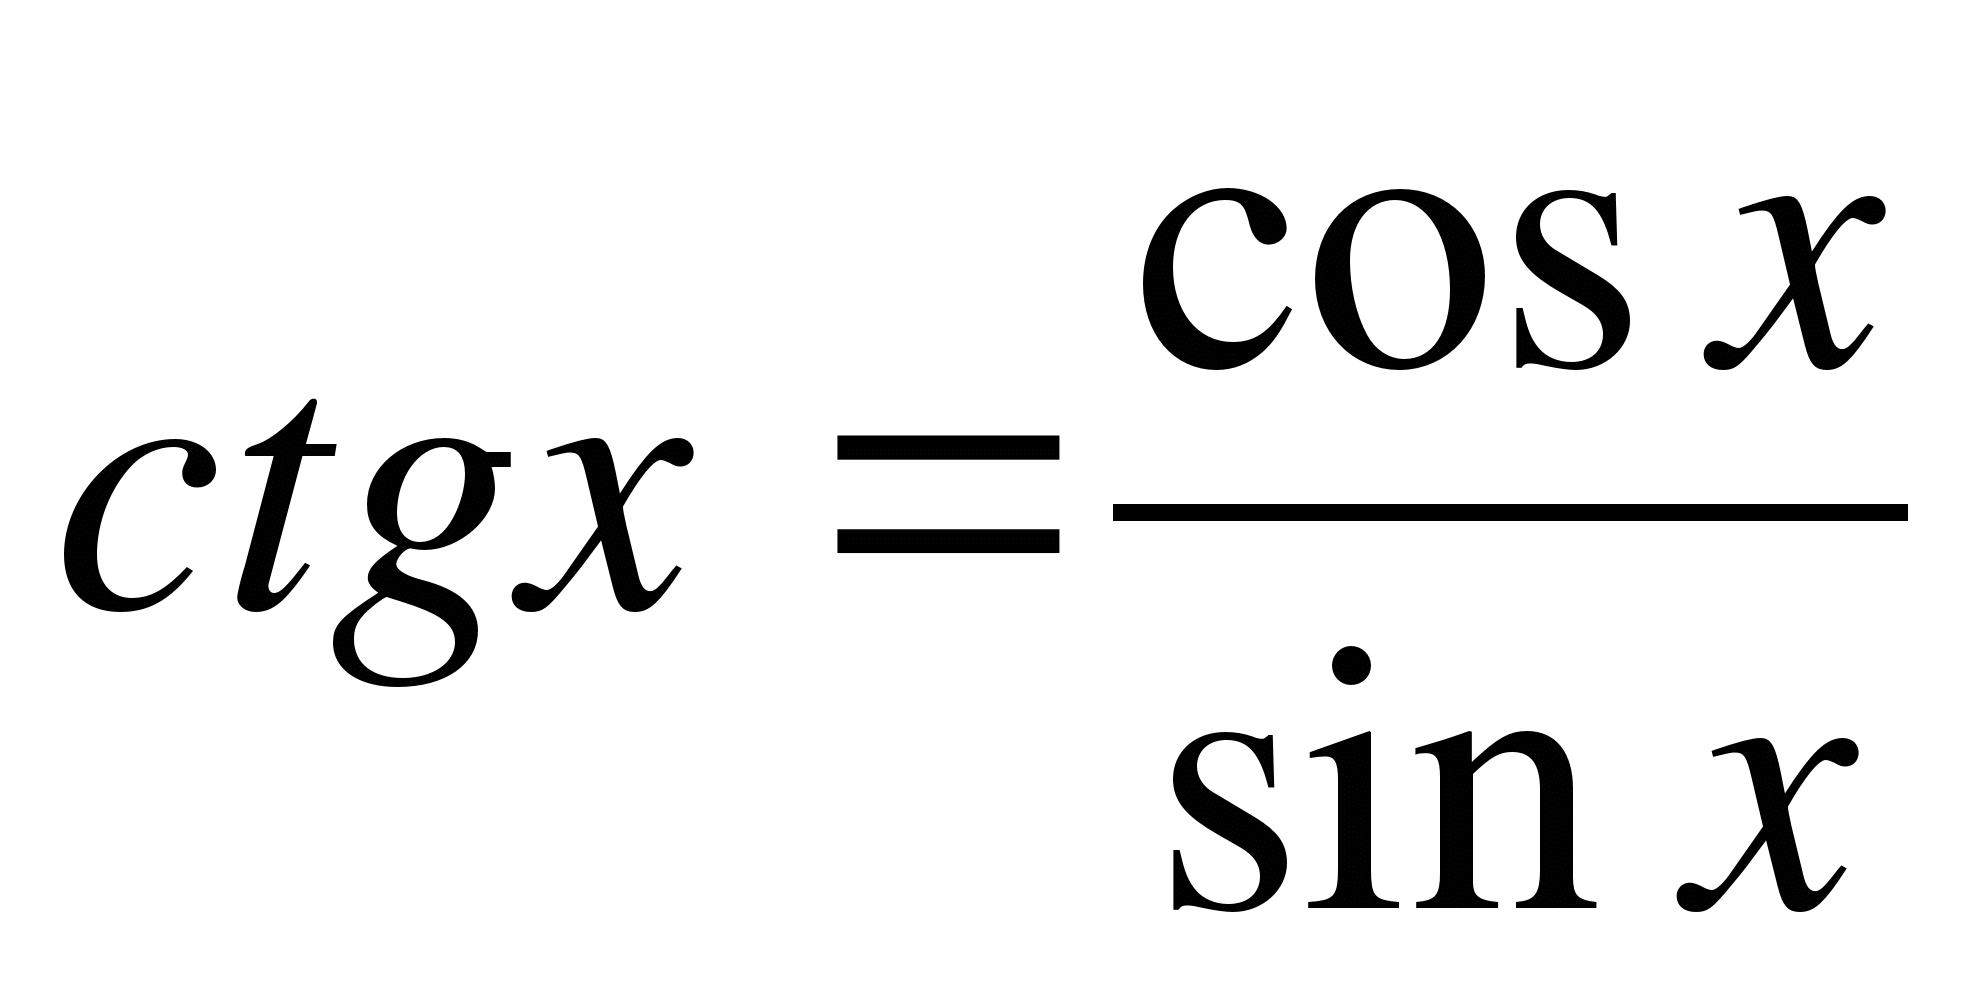 ctgx = cos x / sin x